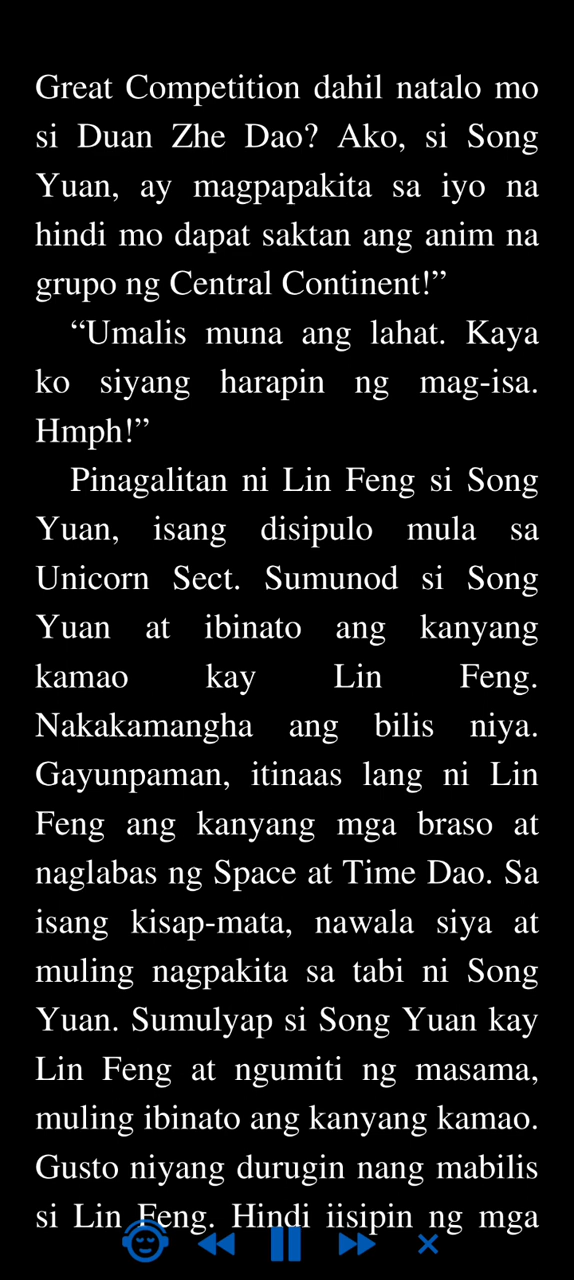 Great Competition dahil natalo mo
si Duan Zhe Dao? Ako, si Song
Yuan, ay magpapakita sa iyo na
hindi mo dapat saktan ang anim na
grupo ng Central Continent!”
“Umalis muna ang lahat. Kaya
ko siyang harapin ng mag-isa.
Hmph!”
Pinagalitan ni Lin Feng si Song
Yuan, isang disipulo mula sa
Unicorn Sect. Sumunod si Song
Yuan at ibinato ang kanyang
kamao kay Lin Feng.
Nakakamangha ang bilis niya.
Gayunpaman, itinaas lang ni Lin
Feng ang kanyang mga braso at
naglabas ng Space at Time Dao. Sa
isang kisap-mata, nawala siya at
muling nagpakita sa tabi ni Song
Yuan. Sumulyap si Song Yuan kay
Lin Feng at ngumiti ng masama,
muling ibinato ang kanyang kamao.
Gusto niyang durugin nang mabilis
si Lin Feng. Hindi iisipin ng mga